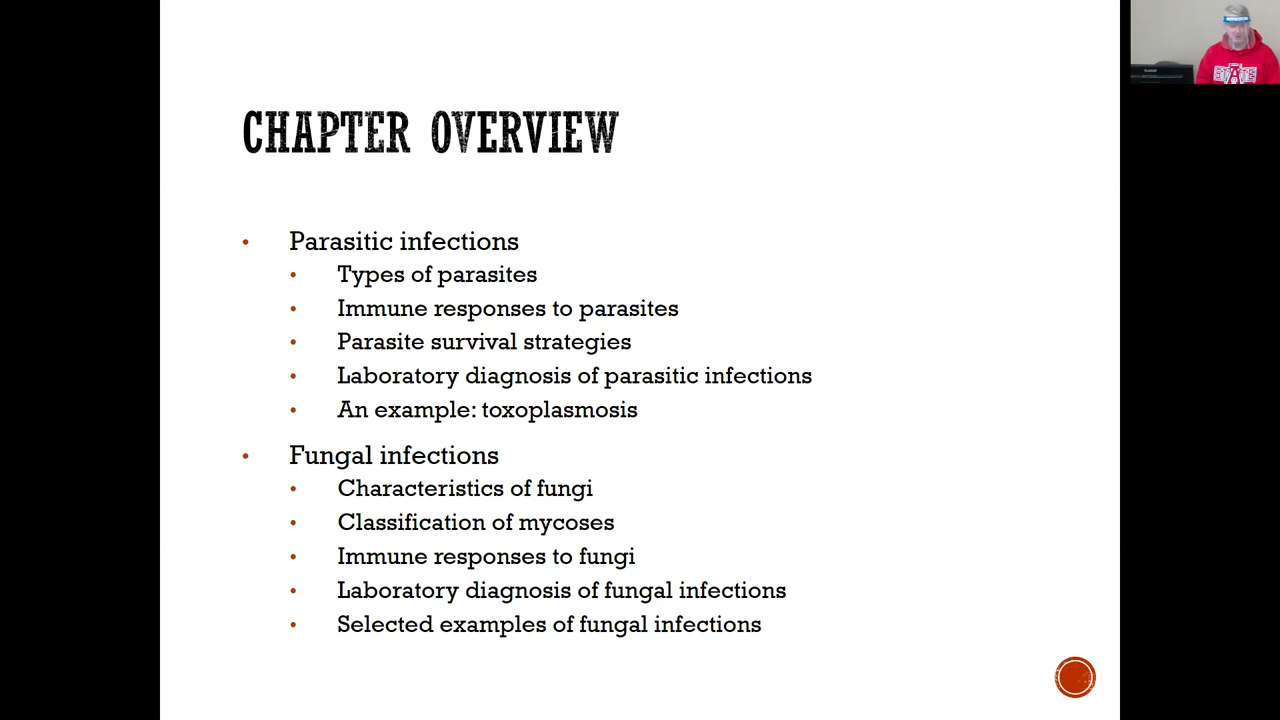 CHAPTER OVERVIEW
• Parasitic infections
• Types of parasites
• Immune responses to parasites
• Parasite survival strategies
• Laboratory diagnosis of parasitic infections
• An example: toxoplasmosis
• Fungal infections
• Characteristics of fungi
• Classification of mycoses
• Immune responses to fungi
• Laboratory diagnosis of fungal infections
• Selected examples of fungal infections